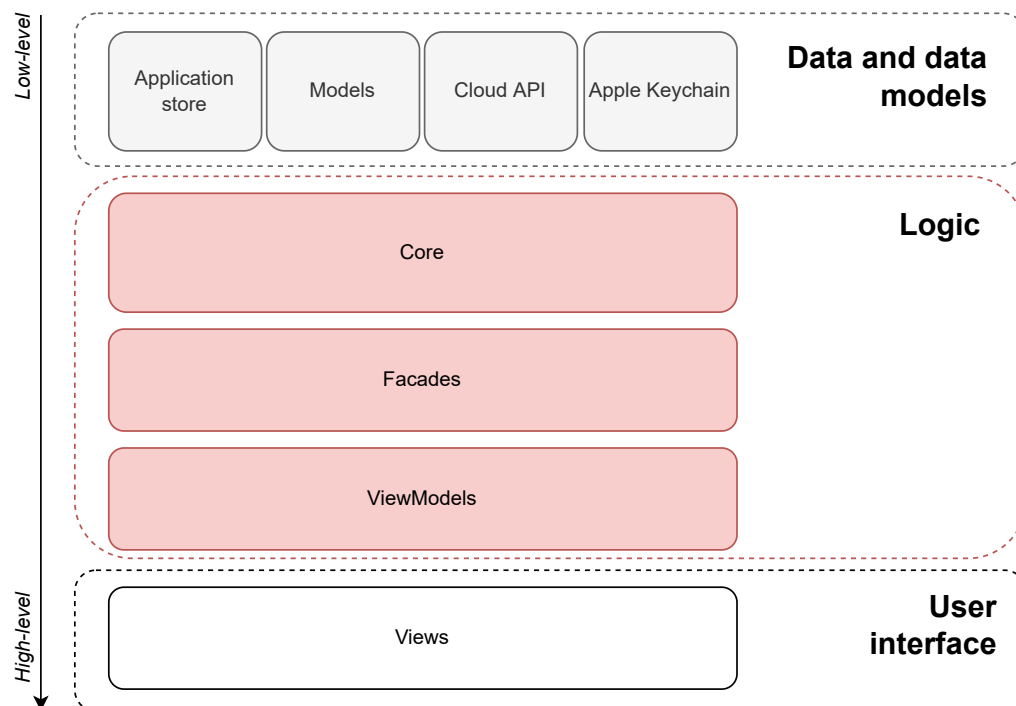 Low-level
Application
store
Models
Cloud API
Apple Keychain
Data and data
models
Core
Logic
Facades
ViewModels
High-level
Views
User
interface